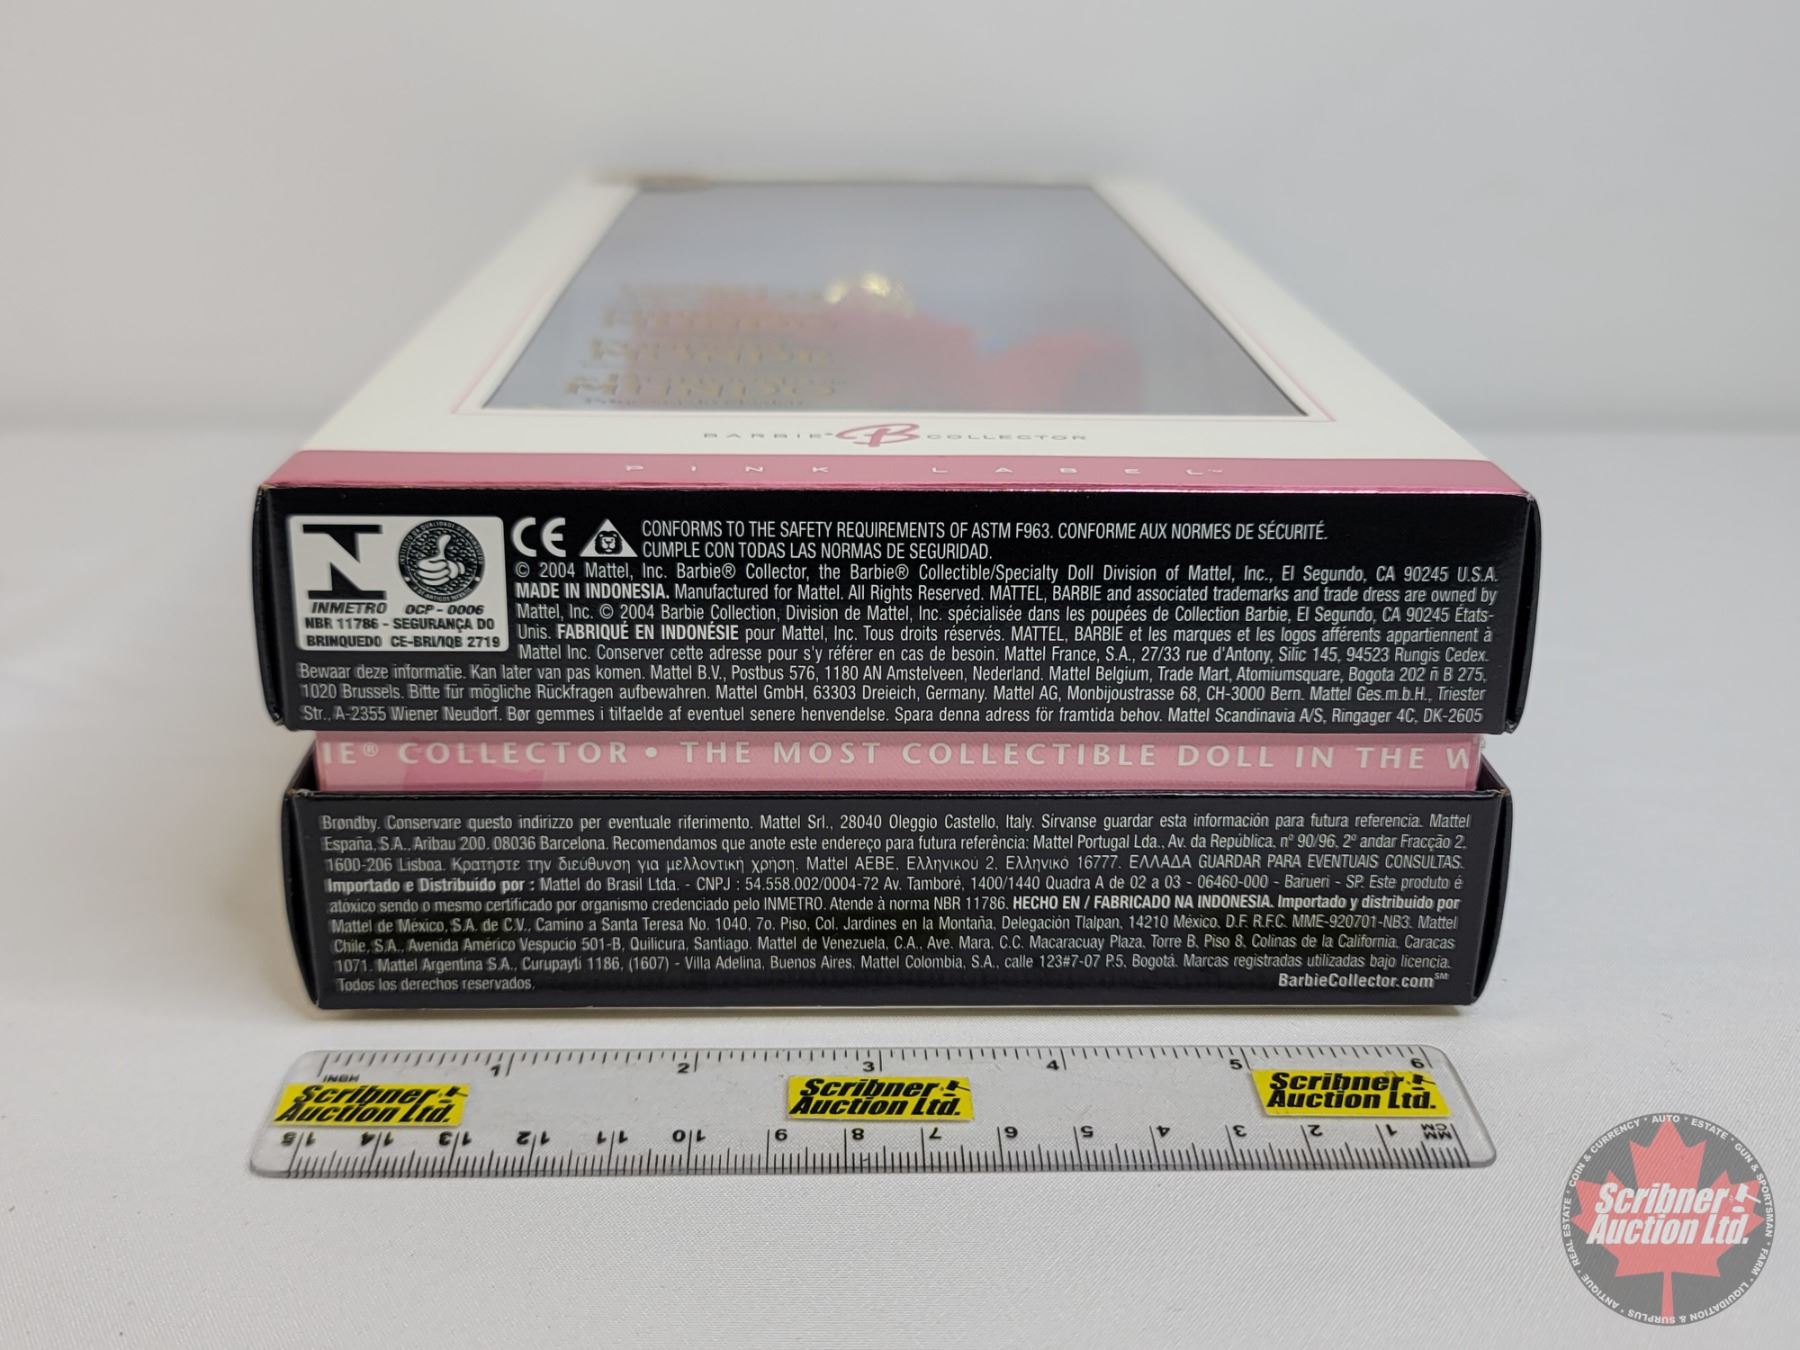 BARBIE® B COLLECTOR
PINK LABEL™
INMETRO OCP - 0006
NBR 11786 - SEGURANÇA DO
BRINQUEDO CE-BRI/IQB 2719
CE CONFORMS TO THE SAFETY REQUIREMENTS OF ASTM F963. CONFORME AUX NORMES DE SÉCURITÉ.
CUMPLE CON TODAS LAS NORMAS DE SEGURIDAD.
© 2004 Mattel, Inc. Barbie® Collector, the Barbie® Collectible/Specialty Doll Division of Mattel, Inc., El Segundo, CA 90245 U.S.A.
MADE IN INDONESIA. Manufactured for Mattel. All Rights Reserved. MATTEL, BARBIE and associated trademarks and trade dress are owned by
Mattel, Inc. © 2004 Barbie Collection, Division de Mattel, Inc. spécialisée dans les poupées de Collection Barbie, El Segundo, CA 90245 États-
Unis. FABRIQUÉ EN INDONÉSIE pour Mattel, Inc. Tous droits réservés. MATTEL, BARBIE et les marques et les logos afférents appartiennent à
Mattel Inc. Conserver cette adresse pour s'y référer en cas de besoin. Mattel France, S.A., 27/33 rue d'Antony, Silic 145, 94523 Rungis Cedex.
Bewaar deze informatie. Kan later van pas komen. Mattel B.V., Postbus 576, 1180 AN Amstelveen, Nederland. Mattel Belgium, Trade Mart, Atomiumsquare, Bogota 202 ñ B 275,
1020 Brussels. Bitte für mögliche Rückfragen aufbewahren. Mattel GmbH, 63303 Dreieich, Germany. Mattel AG, Monbijoustrasse 68, CH-3000 Bern. Mattel Ges.m.b.H., Triester
Str., A-2355 Wiener Neudorf. Bør gemmes i tilfaelde af eventuel senere henvendelse. Spara denna adress för framtida behov. Mattel Scandinavia A/S, Ringager 4C, DK-2605
IE® COLLECTOR • THE MOST COLLECTIBLE DOLL IN THE W
Brøndby. Conservare questo indirizzo per eventuale riferimento. Mattel Srl., 28040 Oleggio Castello, Italy. Sírvanse guardar esta información para futura referencia. Mattel
España, S.A., Aribau 200. 08036 Barcelona. Recomendamos que anote este endereço para futura referência: Mattel Portugal Lda., Av. da República, nº 90/96, 2º andar Fracção 2,
1600-206 Lisboa. Κρατήστε την διεύθυνση για μελλοντική χρήση. Mattel AEBE, Ελληνικού 2, Ελληνικό 16777. ΕΛΛΑΔΑ GUARDAR PARA EVENTUAIS CONSULTAS.
Importado e Distribuido por : Mattel do Brasil Ltda. - CNPJ : 54.558.002/0004-72 Av. Tamboré, 1400/1440 Quadra A de 02 a 03 - 06460-000 - Barueri - SP. Este produto é
atóxico sendo o mesmo certificado por organismo credenciado pelo INMETRO. Atende à norma NBR 11786. HECHO EN / FABRICADO NA INDONESIA. Importado y distribuido por
Mattel de México, S.A. de C.V., Camino a Santa Teresa No. 1040, 7o. Piso, Col. Jardines en la Montaña, Delegación Tlalpan, 14210 México, D.F. R.F.C. MME-920701-NB3. Mattel
Chile, S.A., Avenida Américo Vespucio 501-B, Quilicura, Santiago. Mattel de Venezuela, C.A., Ave. Mara, C.C. Macaracuay Plaza, Torre B, Piso 8, Colinas de la California, Caracas
1071. Mattel Argentina S.A., Curupayti 1186, (1607) - Villa Adelina, Buenos Aires. Mattel Colombia, S.A., calle 123#7-07 P.5, Bogotá. Marcas registradas utilizadas bajo licencia.
Todos los derechos reservados. BarbieCollector.com℠
INCH 1 2 3 4 5 6
Scribner Auction Ltd.
Scribner Auction Ltd.
Scribner Auction Ltd.
15 14 13 12 11 10 9 8 7 6 5 4 3 2 1 MM CM
COIN & CURRENCY · AUTO · ESTATE · GUN & SPORTSMAN · FARM · LIQUIDATION & SURPLUS · ANTIQUE · REAL ESTATE
Scribner
Auction Ltd.